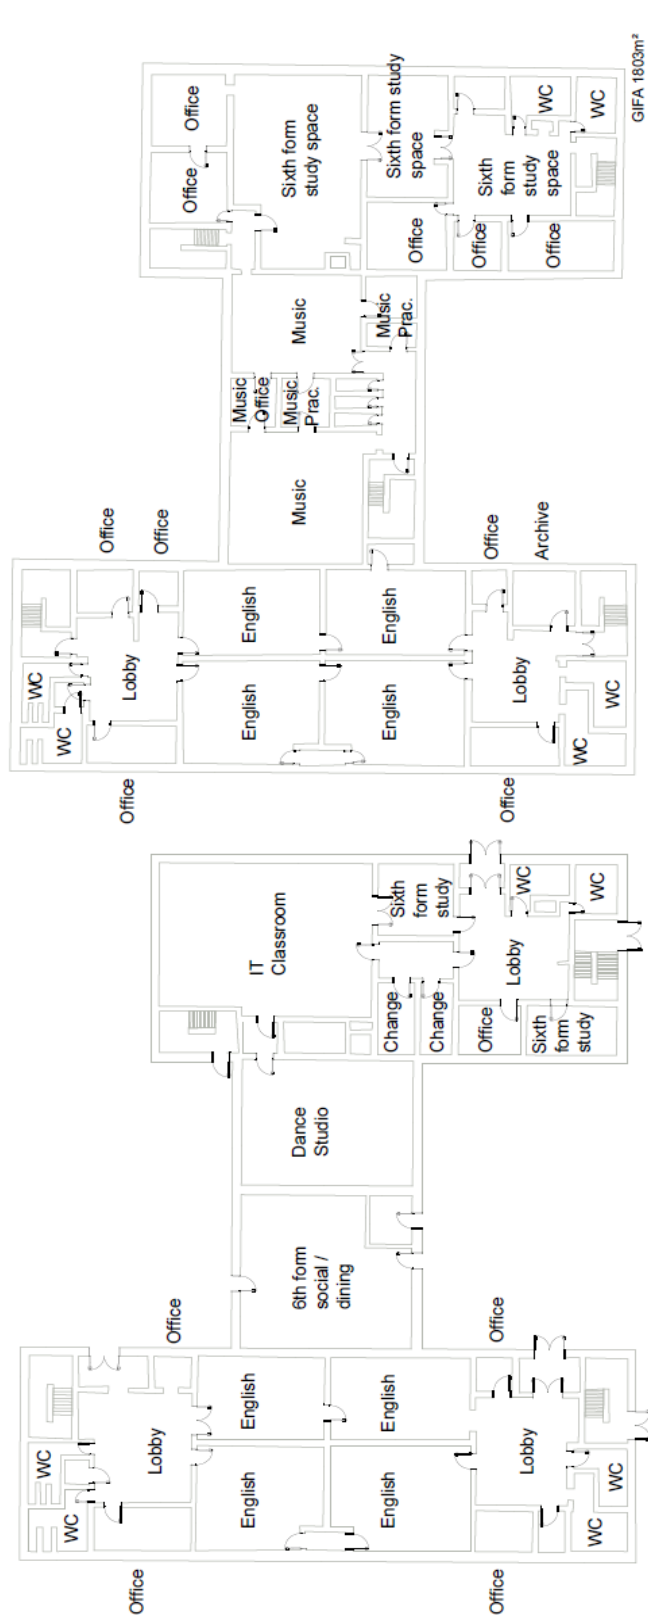 Office
Office
Sixth form
study space
Sixth form study
space
WC
WC
Sixth
form
study
space
Office
Office
Office
GIFA 1803m²
Music
Music
Prac.
Music
Office
Music
Prac.
Music
Office
Office
Office
Archive
WC
WC
Lobby
English
English
English
English
Lobby
WC
WC
Office
Office
IT
Classroom
Sixth
form
study
WC
WC
Lobby
Change
Change
Office
Sixth
form
study
Dance
Studio
6th form
social /
dining
Office
Office
WC
WC
Lobby
English
English
English
English
Lobby
WC
WC
Office
Office